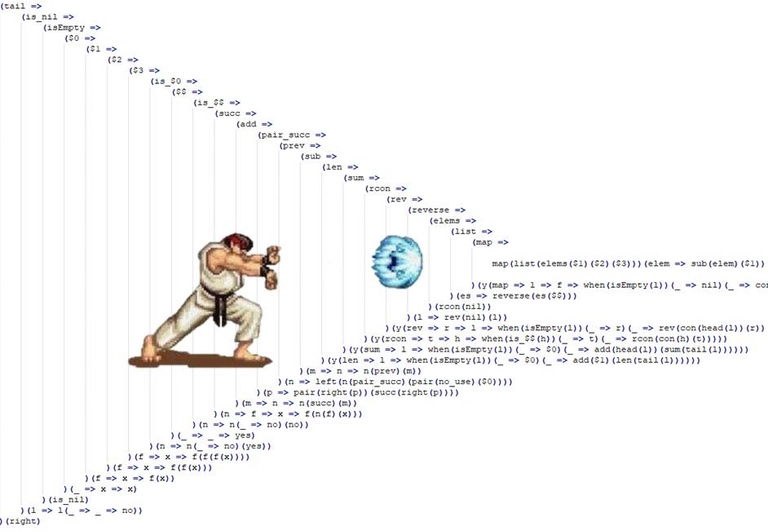 (tail =>
(is_nil =>
(isEmpty =>
($0 =>
($1 =>
($2 =>
($3 =>
(is_$0 =>
($$ =>
(is_$$ =>
(succ =>
(add =>
(pair_succ =>
(prev =>
(sub =>
(len =>
(sum =>
(rcon =>
(rev =>
(reverse =>
(elems =>
(list =>
(map =>
map(list(elems($1)($2)($3)))(elem => sub(elem)($1))
)(y(map => l => f => when(isEmpty(l))(_ => nil)(_ => con
)(es => reverse(es($$)))
)(rcon(nil))
)(l => rev(nil)(l))
)(y(rev => r => l => when(isEmpty(l))(_ => r)(_ => rev(con(head(l))(r))
)(y(rcon => t => h => when(is_$$(h))(_ => t)(_ => rcon(con(h)(t)))))
)(y(sum => l => when(isEmpty(l))(_ => $0)(_ => add(head(l))(sum(tail(l))))))
)(y(len => l => when(isEmpty(l))(_ => $0)(_ => add($1)(len(tail(l))))))
)(m => n => n(prev)(m))
)(n => left(n(pair_succ)(pair(no_use)($0))))
)(p => pair(right(p))(succ(right(p))))
)(m => n => n(succ)(m))
)(n => f => x => f(n(f)(x)))
)(n => n(_ => no)(no))
)(_ => _ => yes)
)(n => n(_ => no)(yes))
)(f => x => f(f(f(x))))
)(f => x => f(f(x)))
)(f => x => f(x))
)(_ => x => x)
)(is_nil)
)(l => l(_ => _ => no))
)(right)